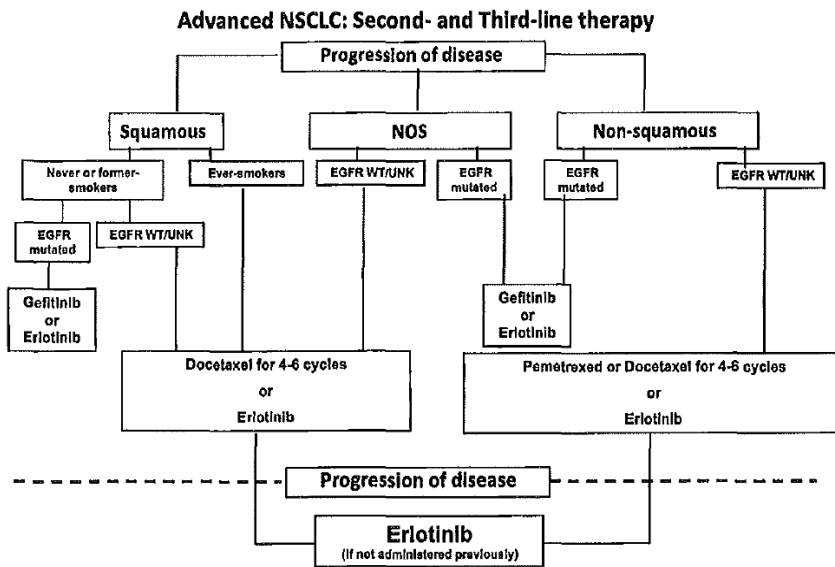 Advanced NSCLC: Second- and Third-line therapy
Progression of disease
Squamous
NOS
Non-squamous
Never or former-
smokers
Ever-smokers
EGFR WT/UNK
EGFR
mutated
EGFR
mutated
EGFR WT/UNK
EGFR
mutated
EGFR WT/UNK
Gefitinib
or
Erlotinib
Gefitinib
or
Erlotinib
Docetaxel for 4-6 cycles
or
Erlotinib
Pemetrexed or Docetaxel for 4-6 cycles
or
Erlotinib
Progression of disease
Erlotinib
(if not administered previously)